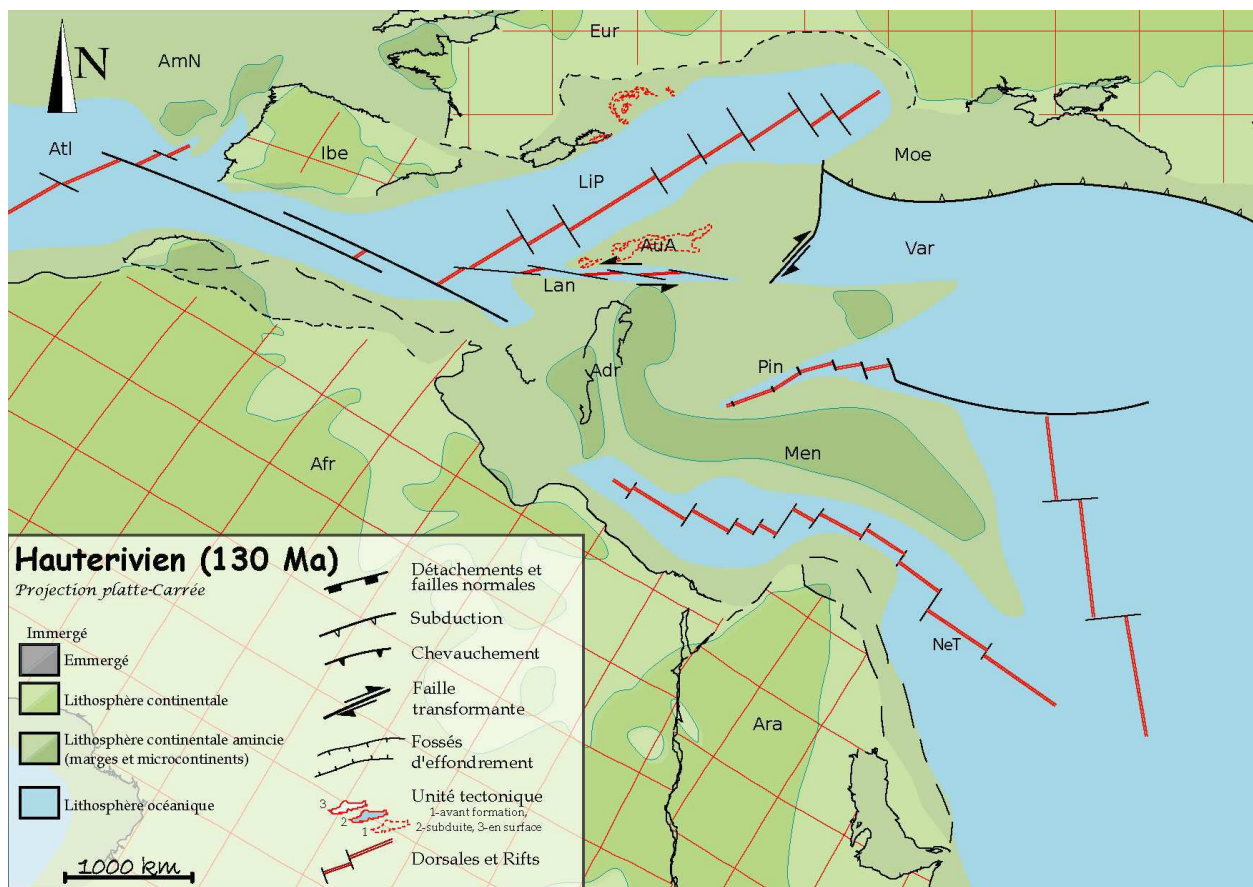 N
AmN
Eur
Atl
Ibe
LiP
Moe
AuA
Var
Lan
Adr
Pin
Afr
Men
NeT
Ara
Hauterivien (130 Ma)
Projection platte-Carrée
Immergé
Emmergé
Lithosphère continentale
Lithosphère continentale amincie
(marges et microcontinents)
Lithosphère océanique
1000 km
Détachements et
failles normales
Subduction
Chevauchement
Faille
transformante
Fossés
d'effondrement
3
2
1
Unité tectonique
1-avant formation,
2-subduite, 3-en surface
Dorsales et Rifts